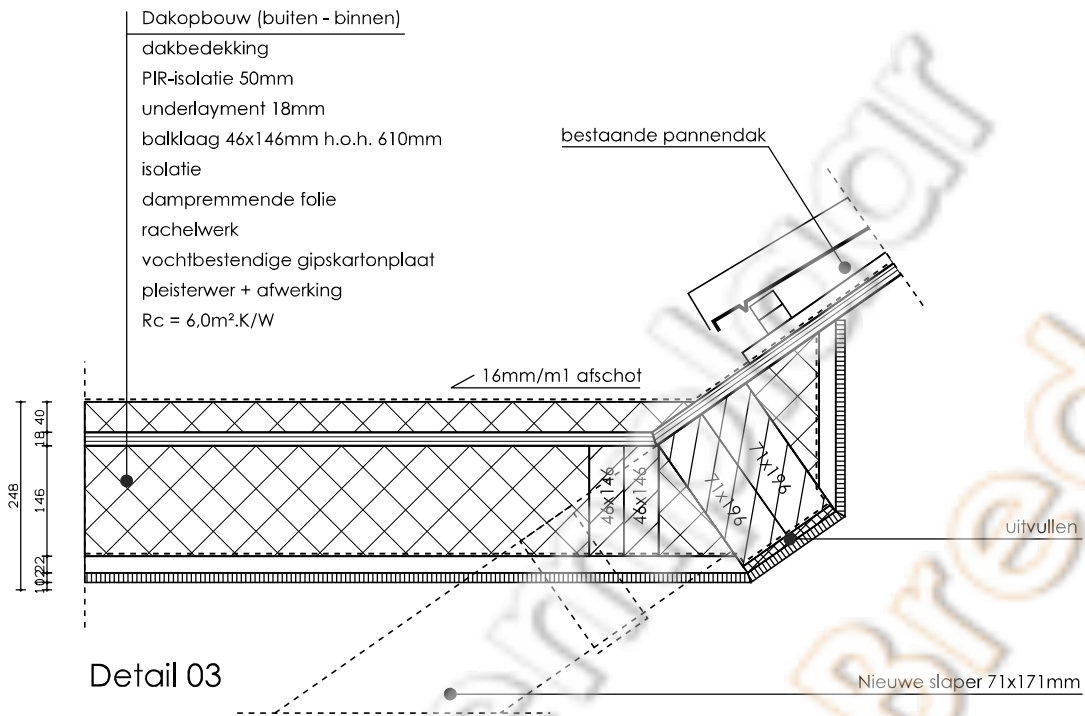 Dakopbouw (buiten - binnen)
dakbedekking
PIR-isolatie 50mm
underlayment 18mm
balklaag 46x146mm h.o.h. 610mm
isolatie
dampremmende folie
rachelwerk
vochtbestendige gipskartonplaat
pleisterwer + afwerking
Rc = 6,0m².K/W
bestaande pannendak
16mm/m1 afschot
40
18
146
22
10
248
46x146
46x146
71x196
71x196
uitvullen
Detail 03
Nieuwe slaper 71x171mm